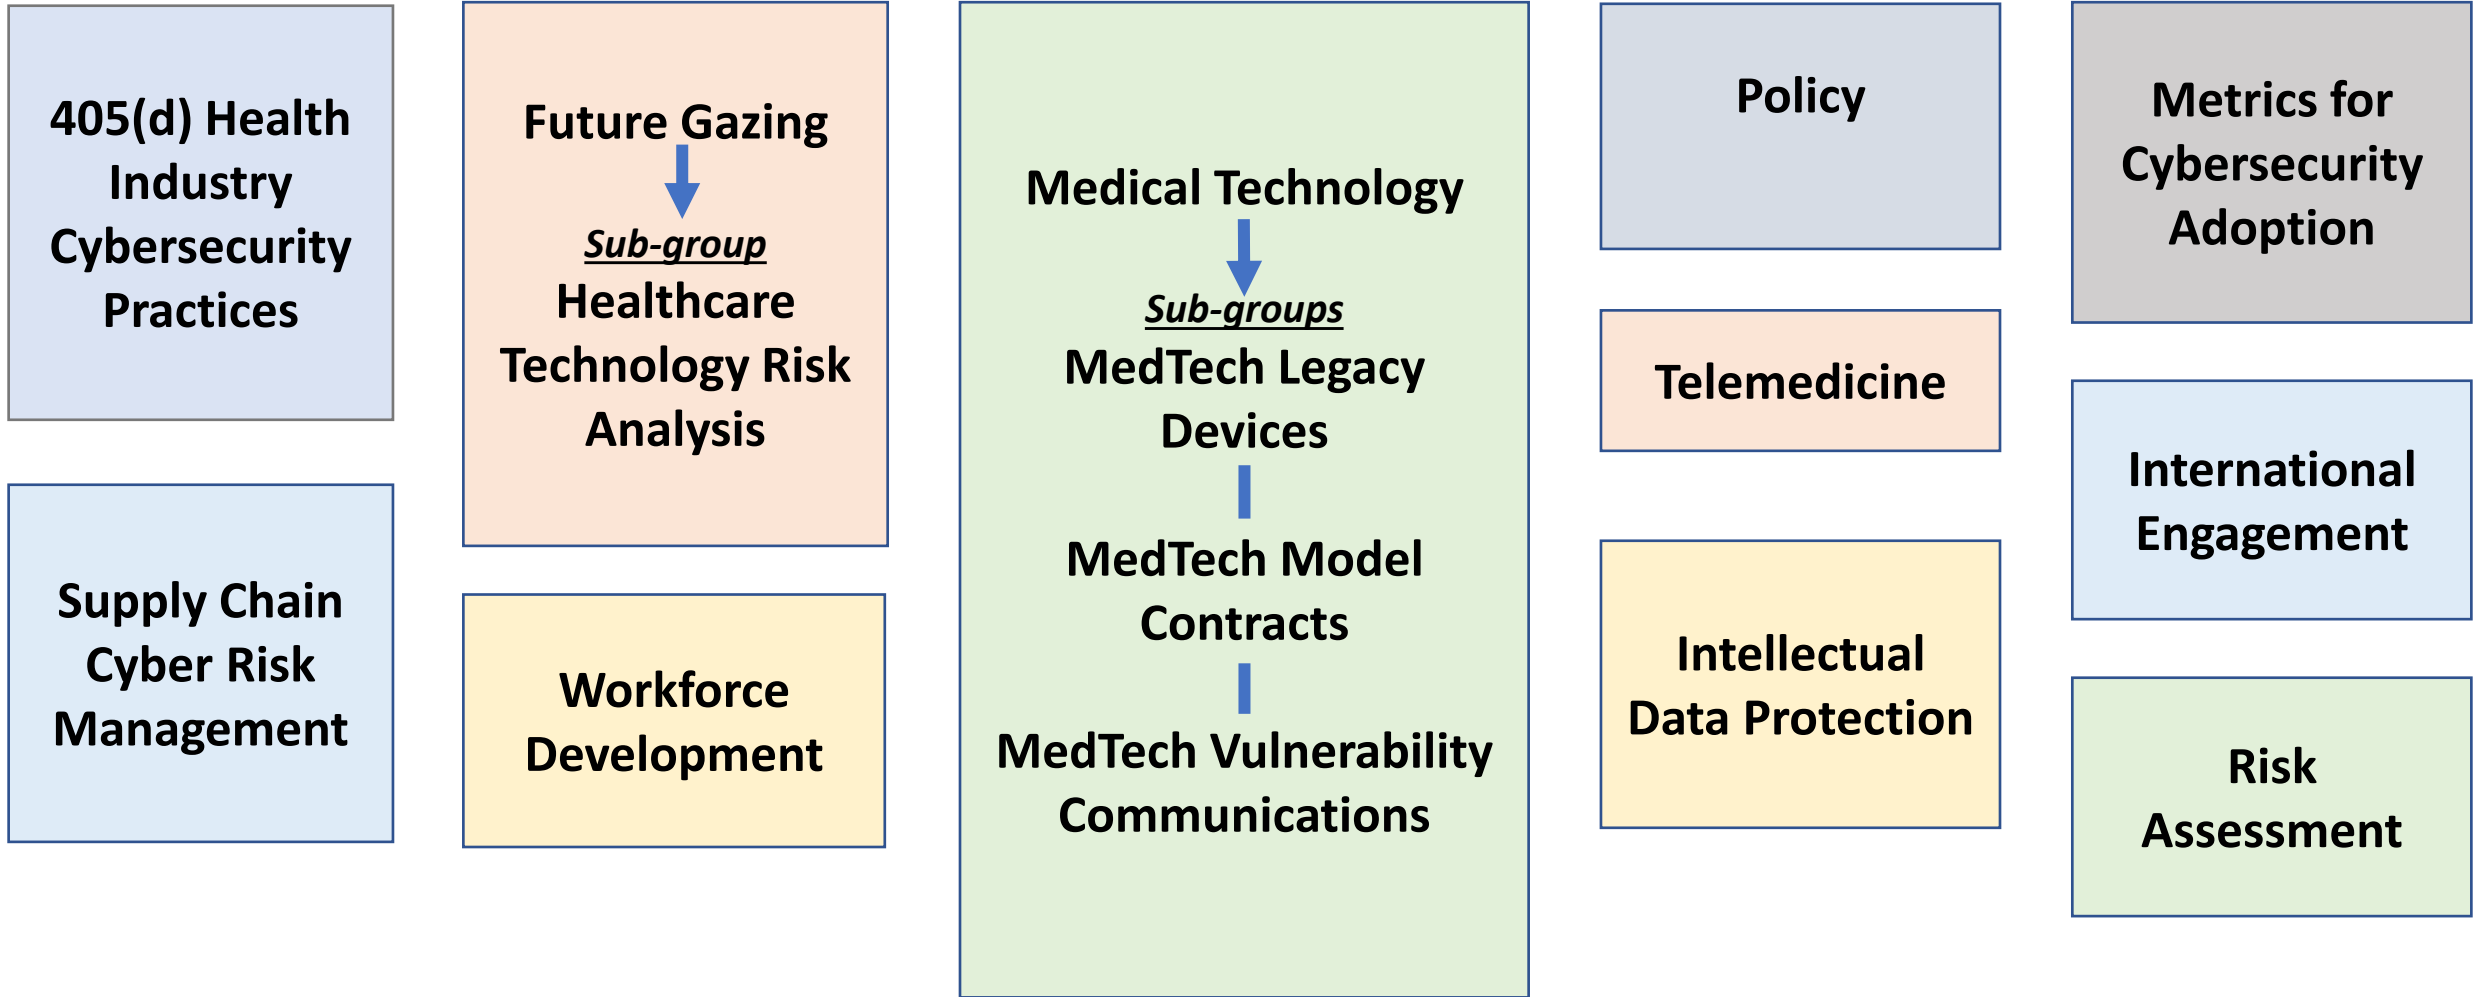 405(d) Health
Industry
Cybersecurity
Practices
Supply Chain
Cyber Risk
Management
Future Gazing
Sub-group
Healthcare
Technology Risk
Analysis
Workforce
Development
Medical Technology
Sub-groups
MedTech Legacy
Devices
MedTech Model
Contracts
MedTech Vulnerability
Communications
Policy
Telemedicine
Intellectual
Data Protection
Metrics for
Cybersecurity
Adoption
International
Engagement
Risk
Assessment